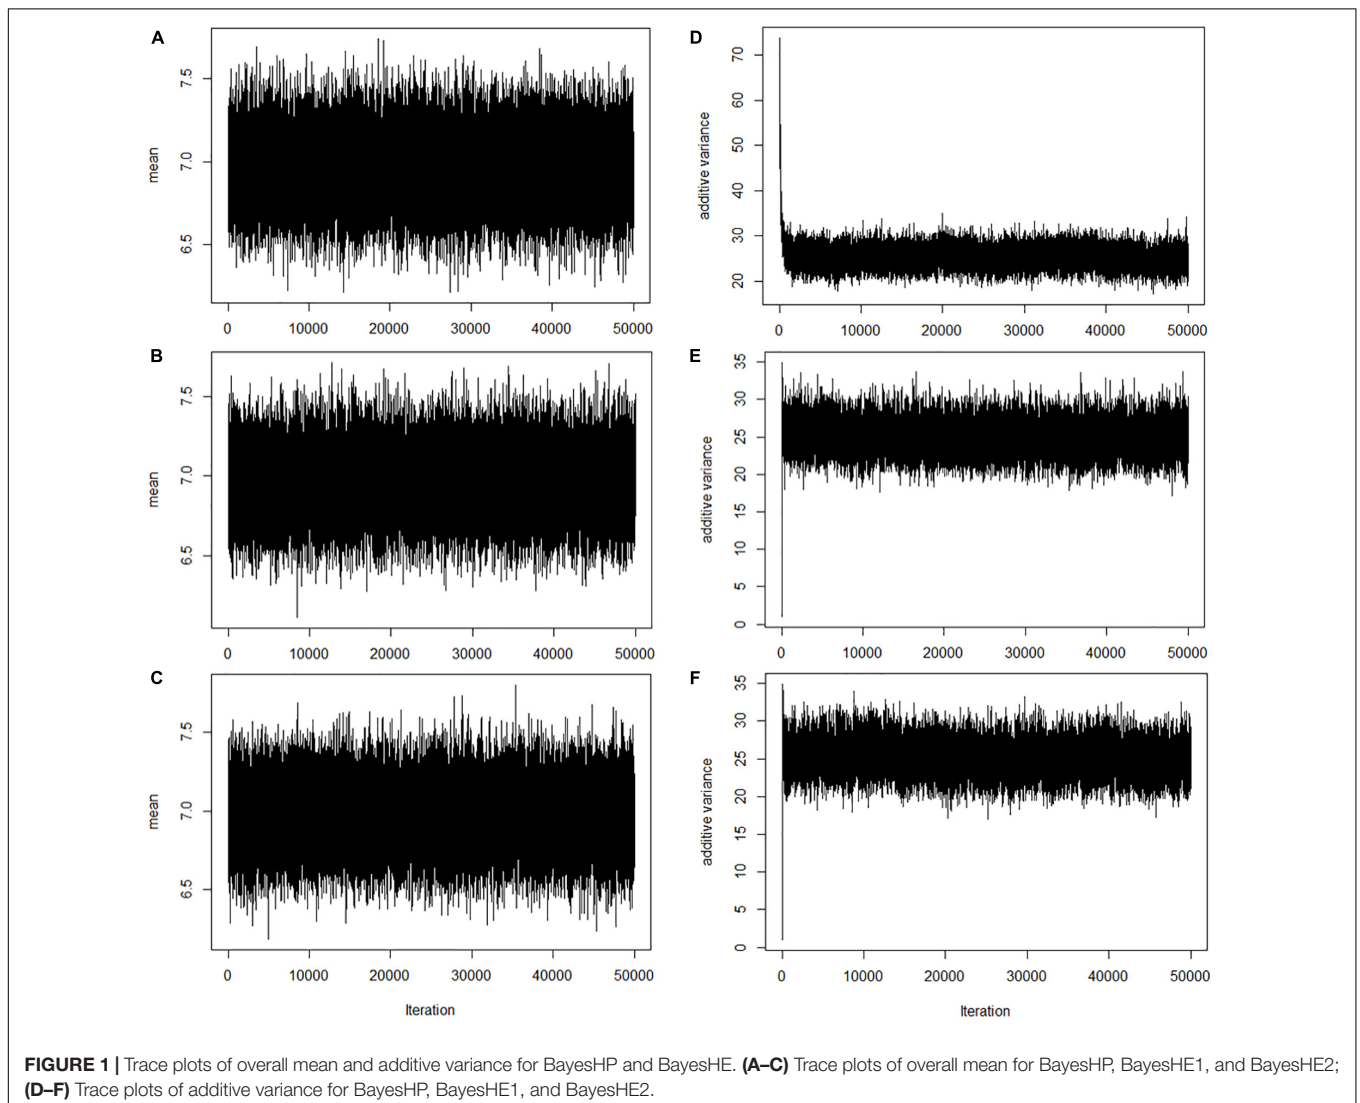 A
mean
7.5
7.0
6.5
0 10000 20000 30000 40000 50000
D
additive variance
70
60
50
40
30
20
0 10000 20000 30000 40000 50000
B
mean
7.5
7.0
6.5
0 10000 20000 30000 40000 50000
E
additive variance
35
30
25
20
15
10
5
0
0 10000 20000 30000 40000 50000
C
mean
7.5
7.0
6.5
0 10000 20000 30000 40000 50000
Iteration
F
additive variance
35
30
25
20
15
10
5
0
0 10000 20000 30000 40000 50000
Iteration
FIGURE 1 | Trace plots of overall mean and additive variance for BayesHP and BayesHE. (A–C) Trace plots of overall mean for BayesHP, BayesHE1, and BayesHE2;
(D–F) Trace plots of additive variance for BayesHP, BayesHE1, and BayesHE2.